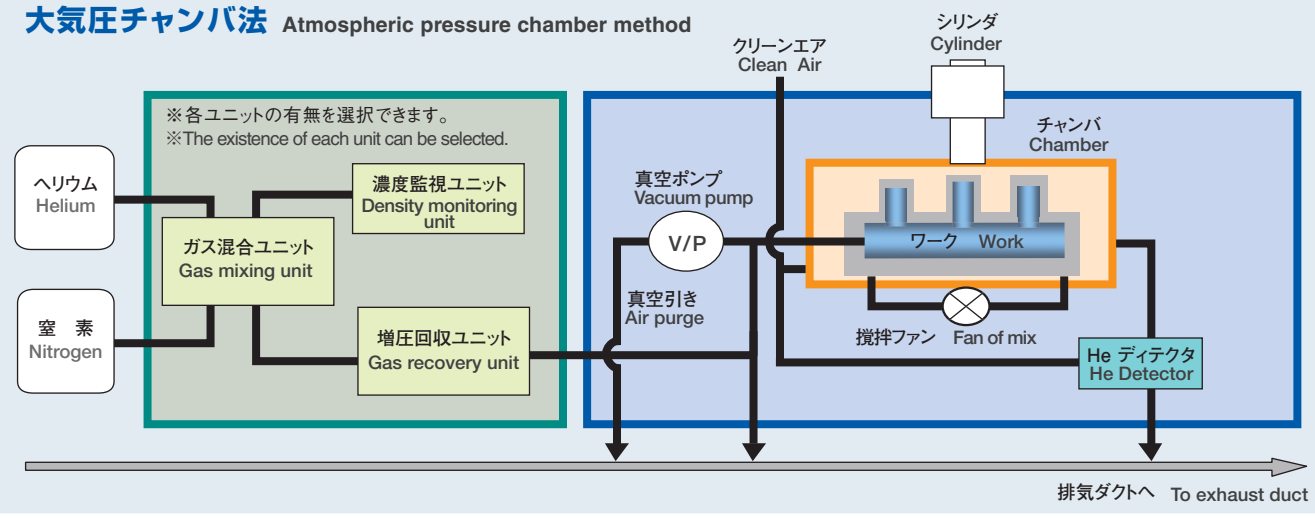 大気圧チャンバ法 Atmospheric pressure chamber method
シリンダ
Cylinder
クリーンエア
Clean Air
※各ユニットの有無を選択できます。
※The existence of each unit can be selected.
チャンバ
Chamber
ヘリウム
Helium
濃度監視ユニット
Density monitoring
unit
真空ポンプ
Vacuum pump
V/P
ガス混合ユニット
Gas mixing unit
ワーク Work
真空引き
Air purge
窒 素
Nitrogen
増圧回収ユニット
Gas recovery unit
撹拌ファン Fan of mix
He ディテクタ
He Detector
排気ダクトへ To exhaust duct